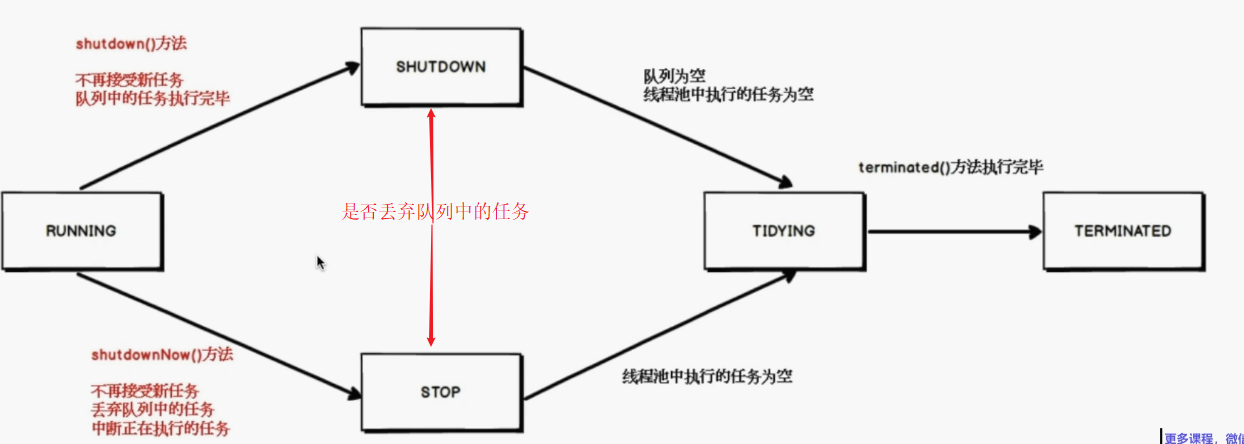 shutdown()方法
不再接受新任务
队列中的任务执行完毕
SHUTDOWN
队列为空
线程池中执行的任务为空
terminated()方法执行完毕
是否丢弃队列中的任务
RUNNING
TIDYING
TERMINATED
shutdownNow()方法
不再接受新任务
丢弃队列中的任务
中断正在执行的任务
STOP
线程池中执行的任务为空
更多课程，微信